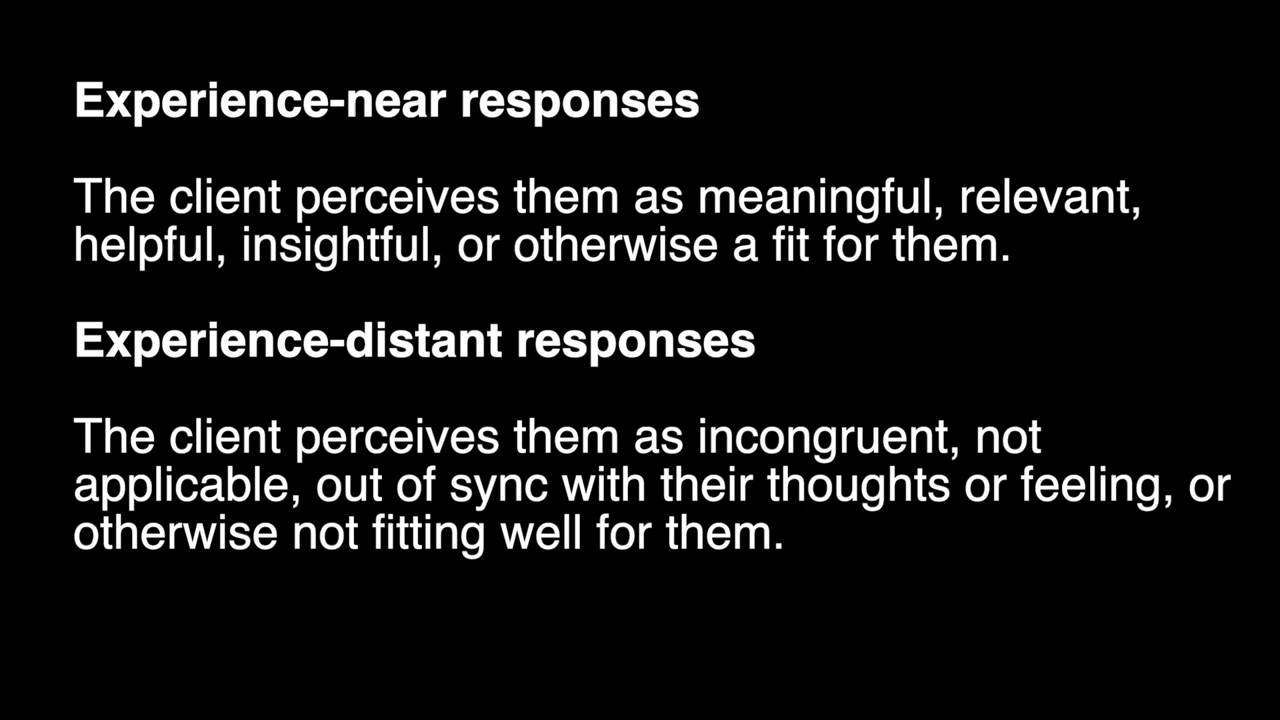 Experience-near responses
The client perceives them as meaningful, relevant,
helpful, insightful, or otherwise a fit for them.
Experience-distant responses
The client perceives them as incongruent, not
applicable, out of sync with their thoughts or feeling, or
otherwise not fitting well for them.